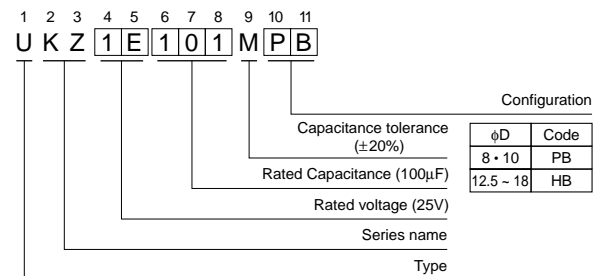 1 2 3 4 5 6 7 8 9 10 11
U K Z 1 E 1 0 1 M P B
Configuration
Capacitance tolerance
(±20%)
Rated Capacitance (100µF)
Rated voltage (25V)
Series name
Type
ϕD Code
8 • 10 PB
12.5 ~ 18 HB